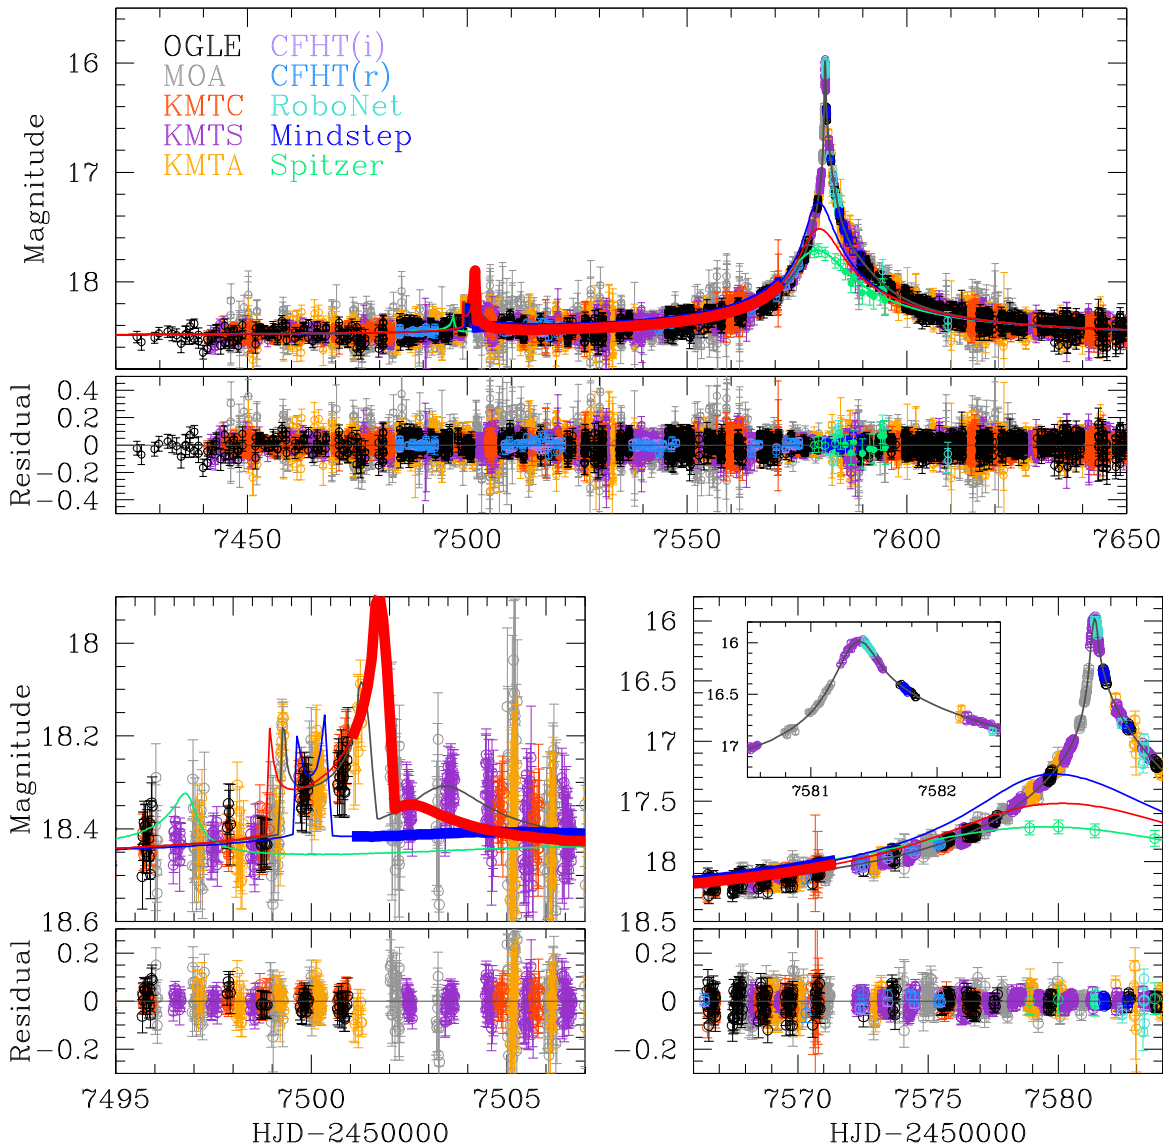 OGLE CFHT(i)
MOA CFHT(r)
KMTC RoboNet
KMTS Mindstep
KMTA Spitzer
Magnitude
16
17
18
Residual
0.4
0.2
0
−0.2
−0.4
7450 7500 7550 7600 7650
Magnitude
18
18.2
18.4
18.6
Residual
0.2
0
−0.2
7495 7500 7505
HJD−2450000
16
16.5
17
17.5
18
18.5
16
16.5
17
7581 7582
0.2
0
−0.2
7570 7575 7580
HJD−2450000